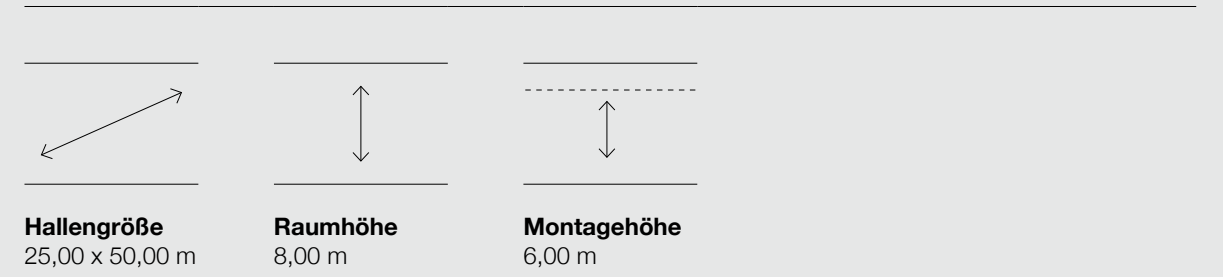 Hallengröße
25,00 x 50,00 m
Raumhöhe
8,00 m
Montagehöhe
6,00 m